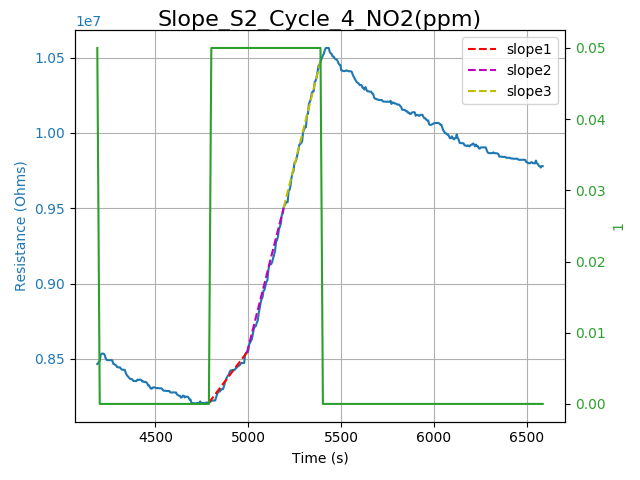 Slope_S2_Cycle_4_NO2(ppm)
1e7
slope1
slope2
slope3
1.05
1.00
0.95
0.90
0.85
Resistance (Ohms)
0.05
0.04
0.03
0.02
0.01
0.00
1
4500 5000 5500 6000 6500
Time (s)